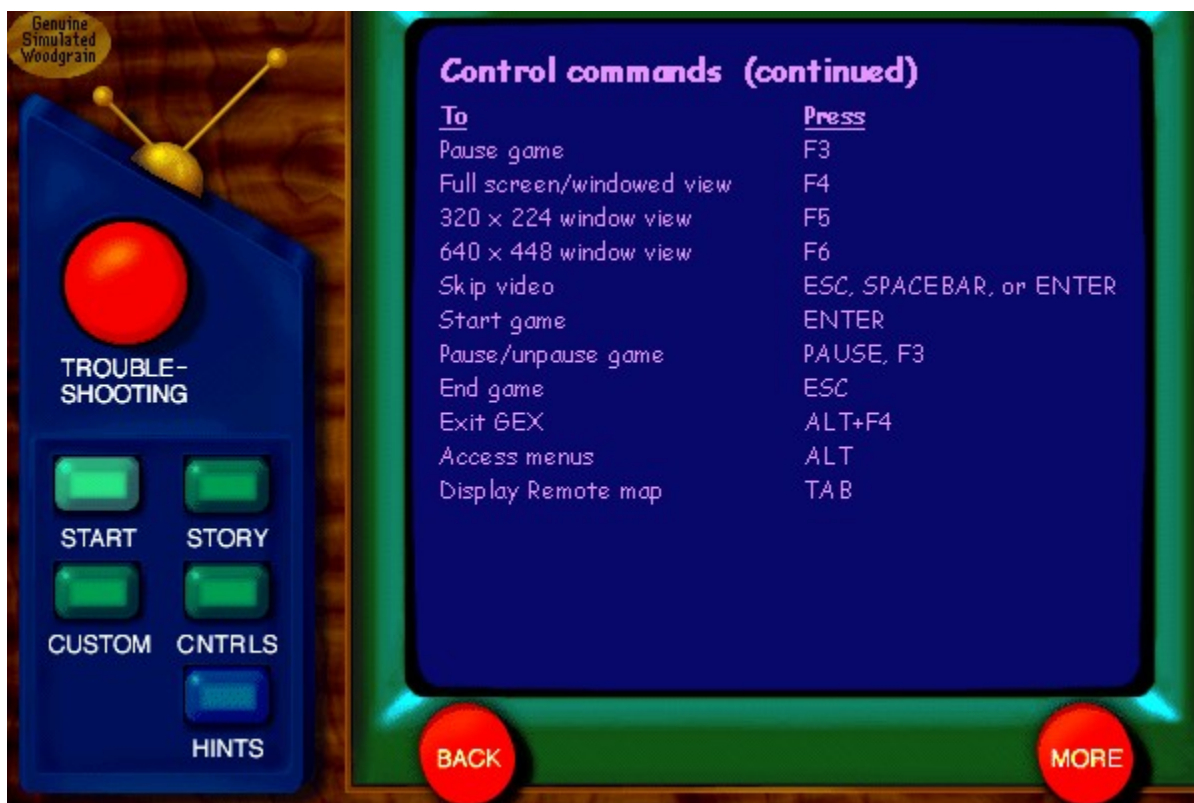 Genuine
Simulated
Woodgrain
TROUBLE-
SHOOTING
START STORY
CUSTOM CNTRLS
HINTS
Control commands (continued)
To Press
Pause game F3
Full screen/windowed view F4
320 x 224 window view F5
640 x 448 window view F6
Skip video ESC, SPACEBAR, or ENTER
Start game ENTER
Pause/unpause game PAUSE, F3
End game ESC
Exit GEX ALT+F4
Access menus ALT
Display Remote map TAB
BACK MORE